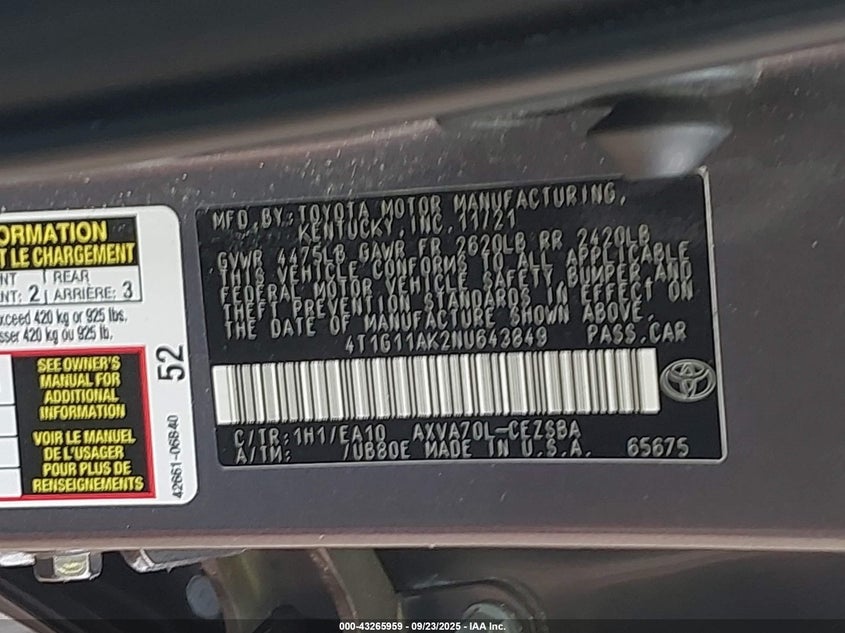 ORMATION
T LE CHARGEMENT
NT | REAR
NT: 2 | ARRIÈRE: 3
xceed 420 kg or 925 lbs.
sser 420 kg ou 925 lb.
SEE OWNER'S
MANUAL FOR
ADDITIONAL
INFORMATION
VOIR LE MANUEL
DE L'USAGER
POUR PLUS DE
RENSEIGNEMENTS
52
42661-06840
MFD. BY: TOYOTA MOTOR MANUFACTURING,
KENTUCKY, INC. 11/21
GVWR 4475LB GAWR FR 2620LB RR 2420LB
THIS VEHICLE CONFORMS TO ALL APPLICABLE
FEDERAL MOTOR VEHICLE SAFETY, BUMPER AND
THEFT PREVENTION STANDARDS IN EFFECT ON
THE DATE OF MANUFACTURE SHOWN ABOVE.
4T1G11AK2NU643849 PASS.CAR
C/TR: 1H1/EA10 AXVA70L-CEZSBA
A/TM: /UB80E MADE IN U.S.A. 65675
000-43265959 - 09/23/2025 - IAA Inc.